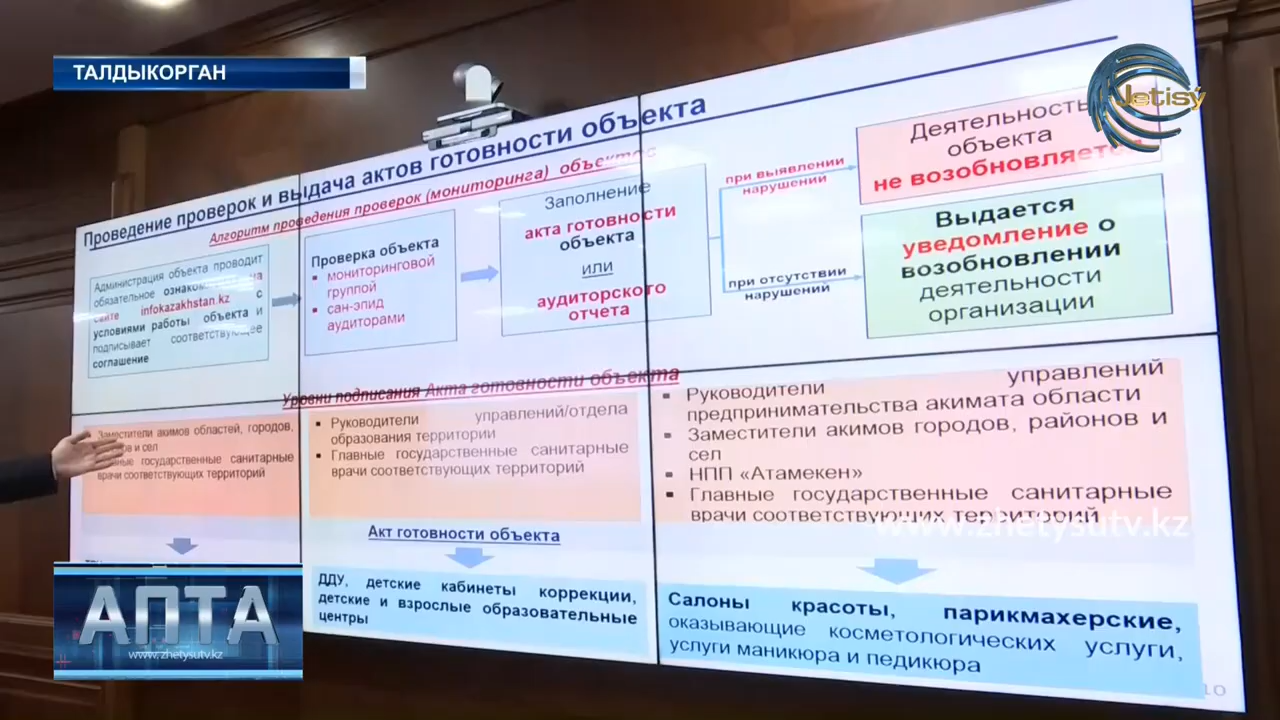 ТАЛДЫКОРГАН
Jetisý
Проведение проверок и выдача актов готовности объекта
Алгоритм проведения проверок (мониторинга) объектов
Администрация объекта проводит
обязательное
сайте infokazakhstan.kz с
условиями работы объекта и
подписывает соответствующее
соглашение
Проверка объекта
мониторинговой
группой
сан-эпид
аудиторами
Заполнение
акта готовности
объекта
или
аудиторского
отчета
при выявлении
нарушений
при отсутствии
нарушений
Деятельность
объекта
не возобновляется
Выдается
уведомление о
возобновлении
деятельности
организации
Уровни подписания Акта готовности объекта
Заместители акимов областей, городов,
и сел
государственные санитарные
врачи соответствующих территорий
Руководители управлений/отдела
образования территории
Главные государственные санитарные
врачи соответствующих территорий
Руководители управлений
предпринимательства акимата области
Заместители акимов городов, районов и
сел
НПП «Атамекен»
Главные государственные санитарные
врачи соответствующих территорий
www.zhetysutv.kz
Акт готовности объекта
ДДУ, детские кабинеты коррекции,
детские и взрослые образовательные
центры
Салоны красоты, парикмахерские,
оказывающие косметологических услуги,
услуги маникюра и педикюра
10
АПТА
www.zhetysutv.kz